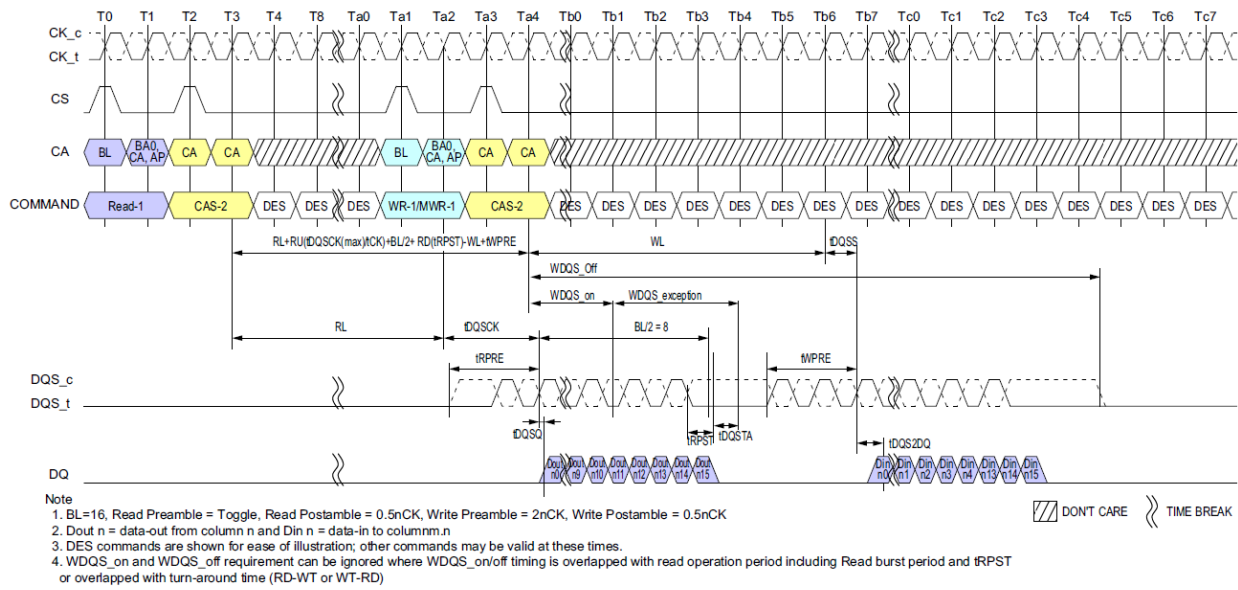 T0 T1 T2 T3 T4 T8 Ta0 Ta1 Ta2 Ta3 Ta4 Tb0 Tb1 Tb2 Tb3 Tb4 Tb5 Tb6 Tb7 Tc0 Tc1 Tc2 Tc3 Tc4 Tc5 Tc6 Tc7
CK_c
CK_t
CS
CA BL BA0, CA, AP CA CA BL BA0, CA, AP CA CA
COMMAND Read-1 CAS-2 DES DES DES WR-1/MWR-1 CAS-2 DES DES DES DES DES DES DES DES DES DES DES DES DES DES DES DES
RL+RU(tDQSCK(max)/tCK)+BL/2+ RD(tRPST)-WL+tWPRE WL tDQSS
WDQS_Off
WDQS_on WDQS_exception
RL tDQSCK BL/2 = 8
tRPRE tWPRE
DQS_c
DQS_t
tDQSQ tRPST tDQSTA tDQS2DQ
DQ Dout n0 Dout n9 Dout n10 Dout n11 Dout n12 Dout n13 Dout n14 Dout n15 Din n0 Din n1 Din n2 Din n3 Din n4 Din n13 Din n14 Din n15
Note
1. BL=16, Read Preamble = Toggle, Read Postamble = 0.5nCK, Write Preamble = 2nCK, Write Postamble = 0.5nCK
2. Dout n = data-out from column n and Din n = data-in to columnm.n
3. DES commands are shown for ease of illustration; other commands may be valid at these times.
4. WDQS_on and WDQS_off requirement can be ignored where WDQS_on/off timing is overlapped with read operation period including Read burst period and tRPST
or overlapped with turn-around time (RD-WT or WT-RD)
DON'T CARE TIME BREAK